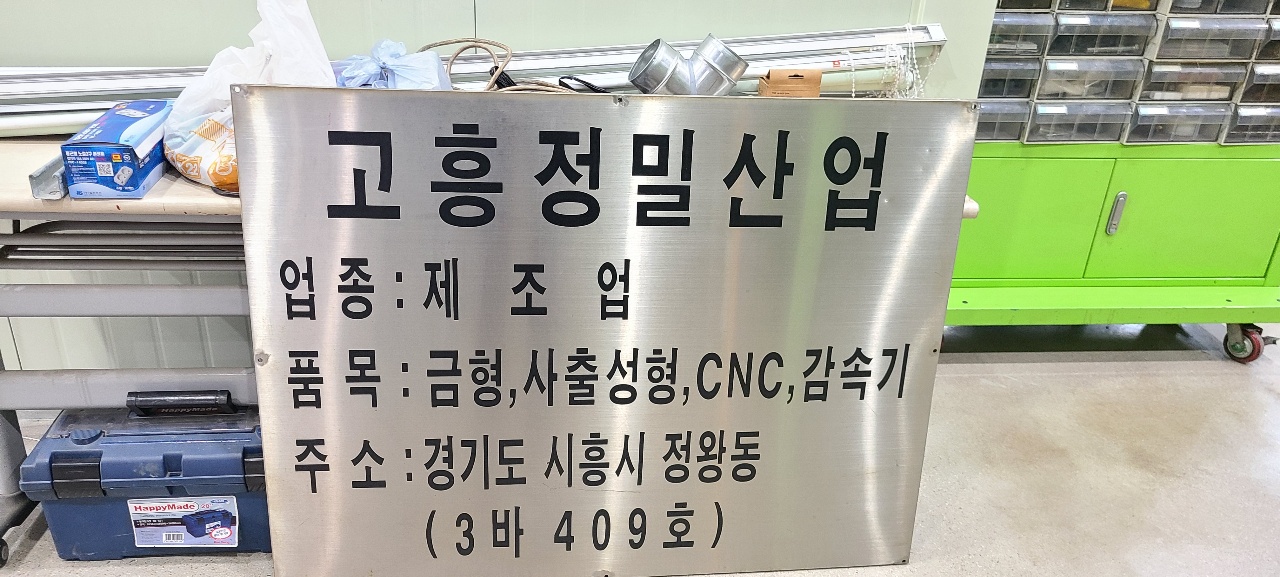 고흥정밀산업
업종:제 조 업
품목:금형,사출성형,CNC,감속기
주소:경기도 시흥시 정왕동
(3바 409호)
HappyMade
HappyMade 20"